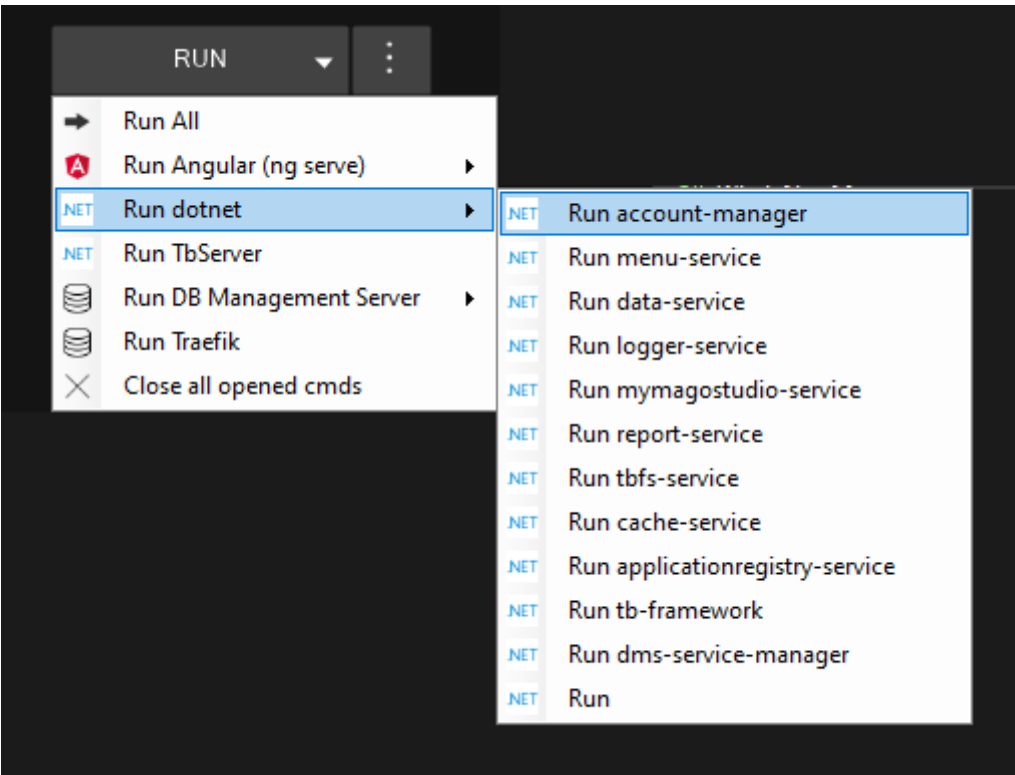 RUN
Run All
Run Angular (ng serve)
.NET Run dotnet
.NET Run TbServer
Run DB Management Server
Run Traefik
Close all opened cmds
.NET Run account-manager
.NET Run menu-service
.NET Run data-service
.NET Run logger-service
.NET Run mymagostudio-service
.NET Run report-service
.NET Run tbfs-service
.NET Run cache-service
.NET Run applicationregistry-service
.NET Run tb-framework
.NET Run dms-service-manager
.NET Run